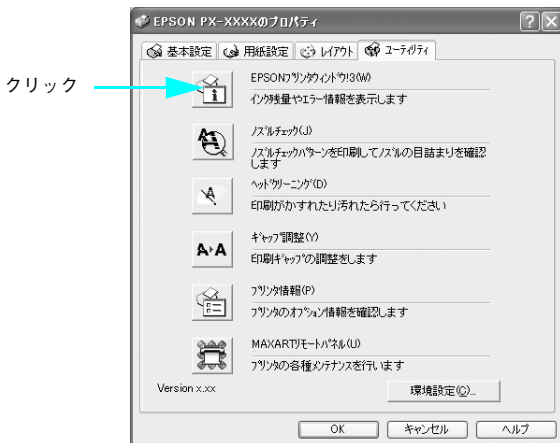 EPSON PX-XXXXのプロパティ
基本設定 用紙設定 レイアウト ユーティリティ
クリック
EPSONプリンタウィンドウ!3(W)
インク残量やエラー情報を表示します
ノズルチェック(J)
ノズルチェックパターンを印刷してノズルの目詰まりを確認
します
ヘッドクリーニング(D)
印刷がかすれたり汚れたら行ってください
ギャップ調整(Y)
印刷ギャップの調整をします
プリンタ情報(P)
プリンタのオプション情報を確認します
MAXARTリモートパネル(U)
プリンタの各種メンテナンスを行います
Version x.xx
環境設定(C)...
OK キャンセル ヘルプ